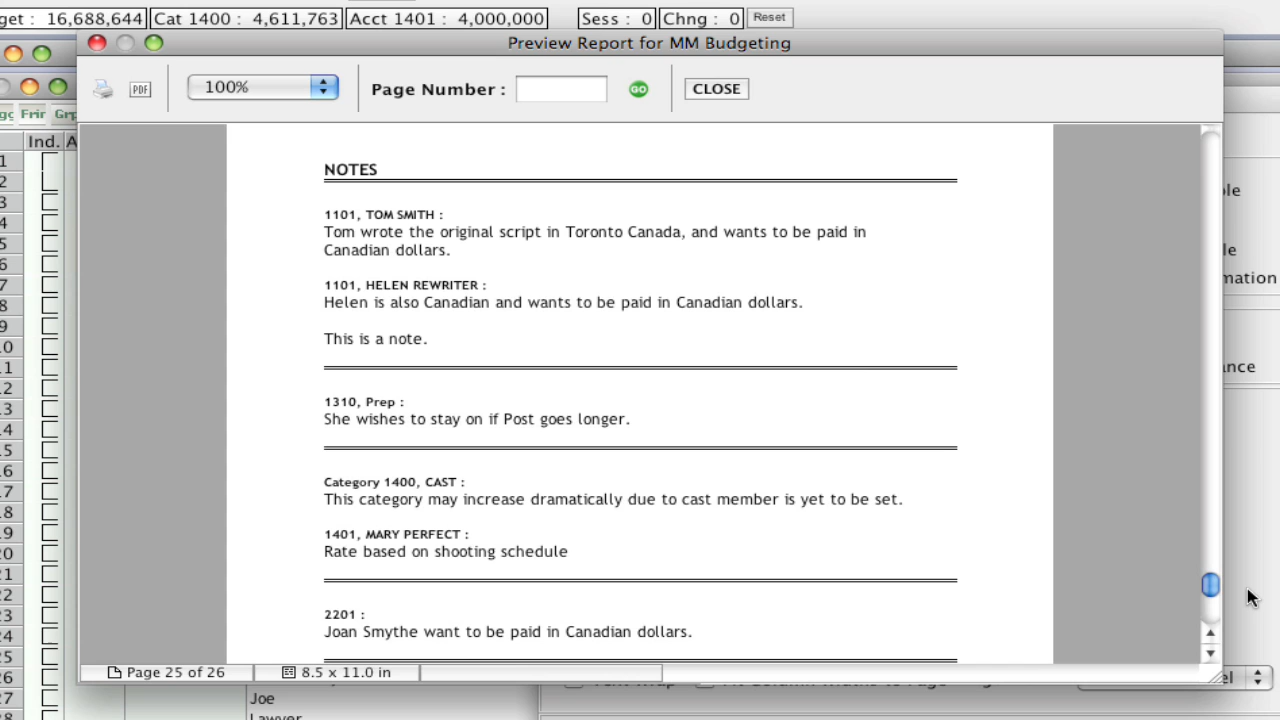 get : 16,688,644 Cat 1400 : 4,611,763 Acct 1401 : 4,000,000 Sess : 0 Chng : 0 Reset
Preview Report for MM Budgeting
PDF 100% Page Number : GO CLOSE
Ind. A
NOTES
1101, TOM SMITH :
Tom wrote the original script in Toronto Canada, and wants to be paid in
Canadian dollars.
1101, HELEN REWRITER :
Helen is also Canadian and wants to be paid in Canadian dollars.
This is a note.
1310, Prep :
She wishes to stay on if Post goes longer.
Category 1400, CAST :
This category may increase dramatically due to cast member is yet to be set.
1401, MARY PERFECT :
Rate based on shooting schedule
2201 :
Joan Smythe want to be paid in Canadian dollars.
Page 25 of 26 8.5 x 11.0 in
Joe
Lawyer